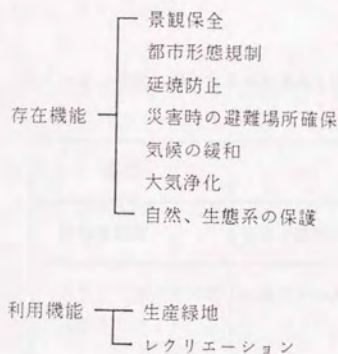 景観保全
都市形態規制
延焼防止
存在機能
災害時の避難場所確保
気候の緩和
大気浄化
自然、生態系の保護
利用機能
生産緑地
レクリエーション